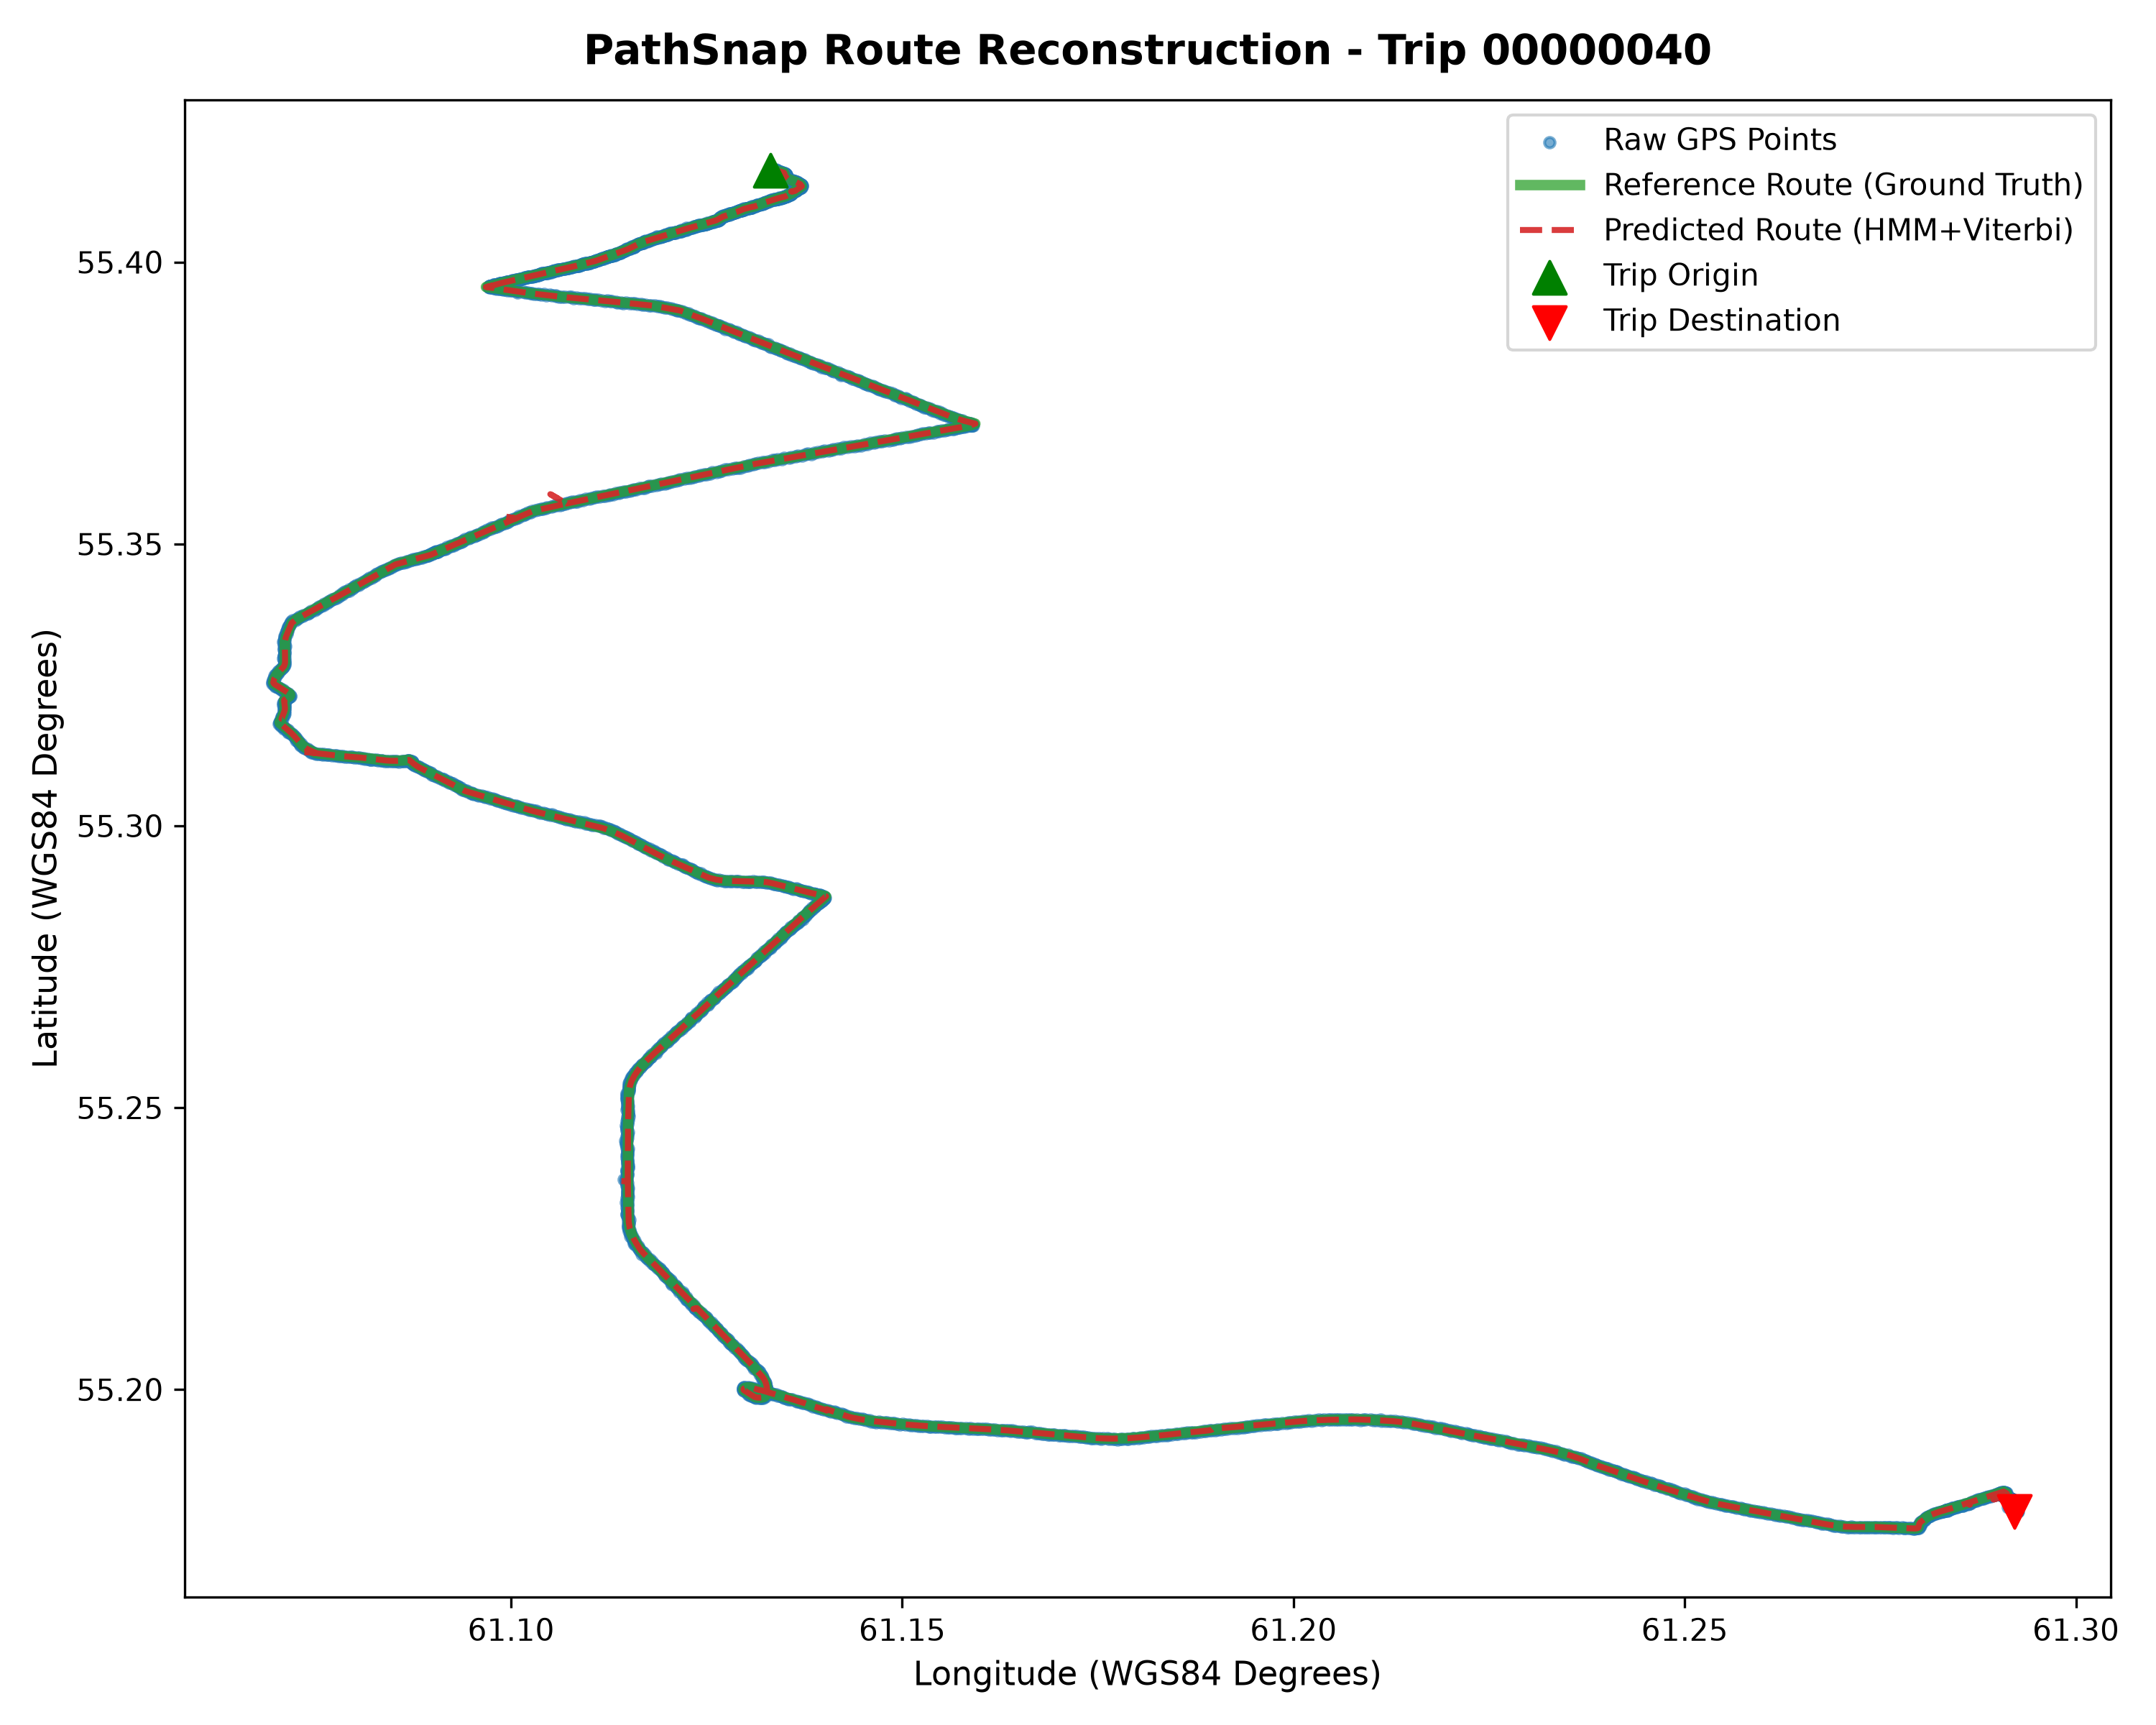 PathSnap Route Reconstruction - Trip 00000040
Raw GPS Points
Reference Route (Ground Truth)
Predicted Route (HMM+Viterbi)
Trip Origin
Trip Destination
Latitude (WGS84 Degrees)
55.40
55.35
55.30
55.25
55.20
61.10
61.15
61.20
61.25
61.30
Longitude (WGS84 Degrees)